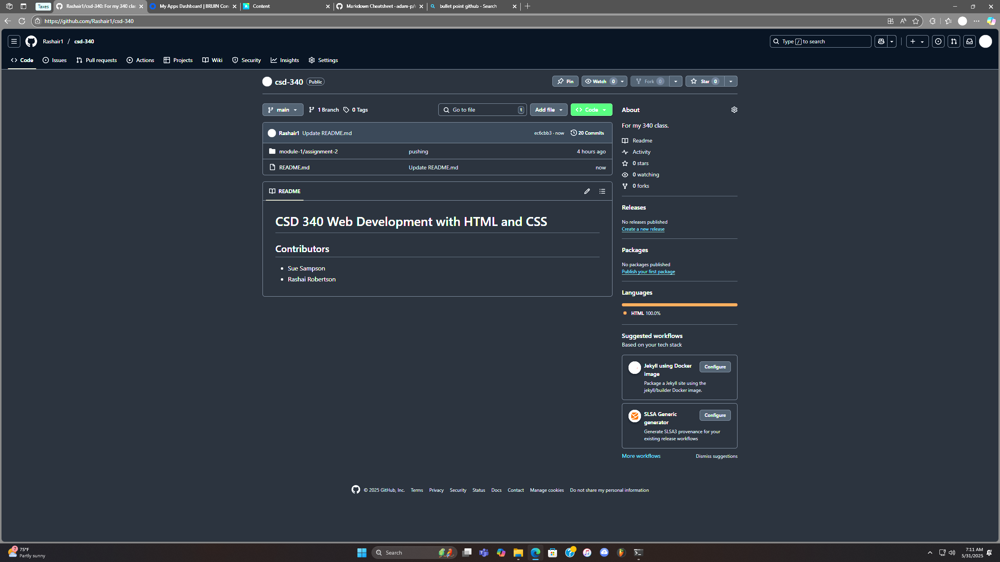 Taxes
Rashair1/csd-340: For my 340 clas
My Apps Dashboard | BRUIN Con
Content
Markdown Cheatsheet · adam-p/
bullet point github - Search
https://github.com/Rashair1/csd-340
Rashair1 / csd-340
Type / to search
Code Issues Pull requests Actions Projects Wiki Security Insights Settings
csd-340 Public
Pin Watch 0 Fork 0 Star 0
main 1 Branch 0 Tags Go to file t Add file Code
Rashair1 Update README.md ec6cbb3 · now 20 Commits
module-1/assignment-2 pushing 4 hours ago
README.md Update README.md now
README
CSD 340 Web Development with HTML and CSS
Contributors
• Sue Sampson
• Rashai Robertson
About
For my 340 class.
Readme
Activity
0 stars
0 watching
0 forks
Releases
No releases published
Create a new release
Packages
No packages published
Publish your first package
Languages
HTML 100.0%
Suggested workflows
Based on your tech stack
Jekyll using Docker
image
Configure
Package a Jekyll site using the
jekyll/builder Docker image.
SLSA Generic
generator
Configure
Generate SLSA3 provenance for your
existing release workflows
More workflows Dismiss suggestions
© 2025 GitHub, Inc. Terms Privacy Security Status Docs Contact Manage cookies Do not share my personal information
7
75°F
Partly sunny
Search
7:11 AM
5/31/2025